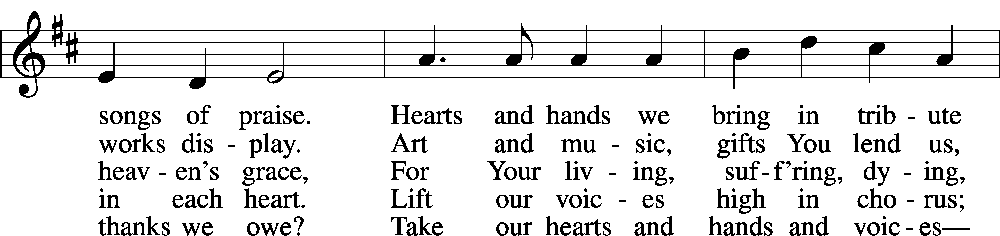 songs of praise. Hearts and hands we bring in trib - ute
works dis - play. Art and mu - sic, gifts You lend us,
heav - en's grace, For Your liv - ing, suf - f'ring, dy - ing,
in each heart. Lift our voic - es high in cho - rus;
thanks we owe? Take our hearts and hands and voic - es—